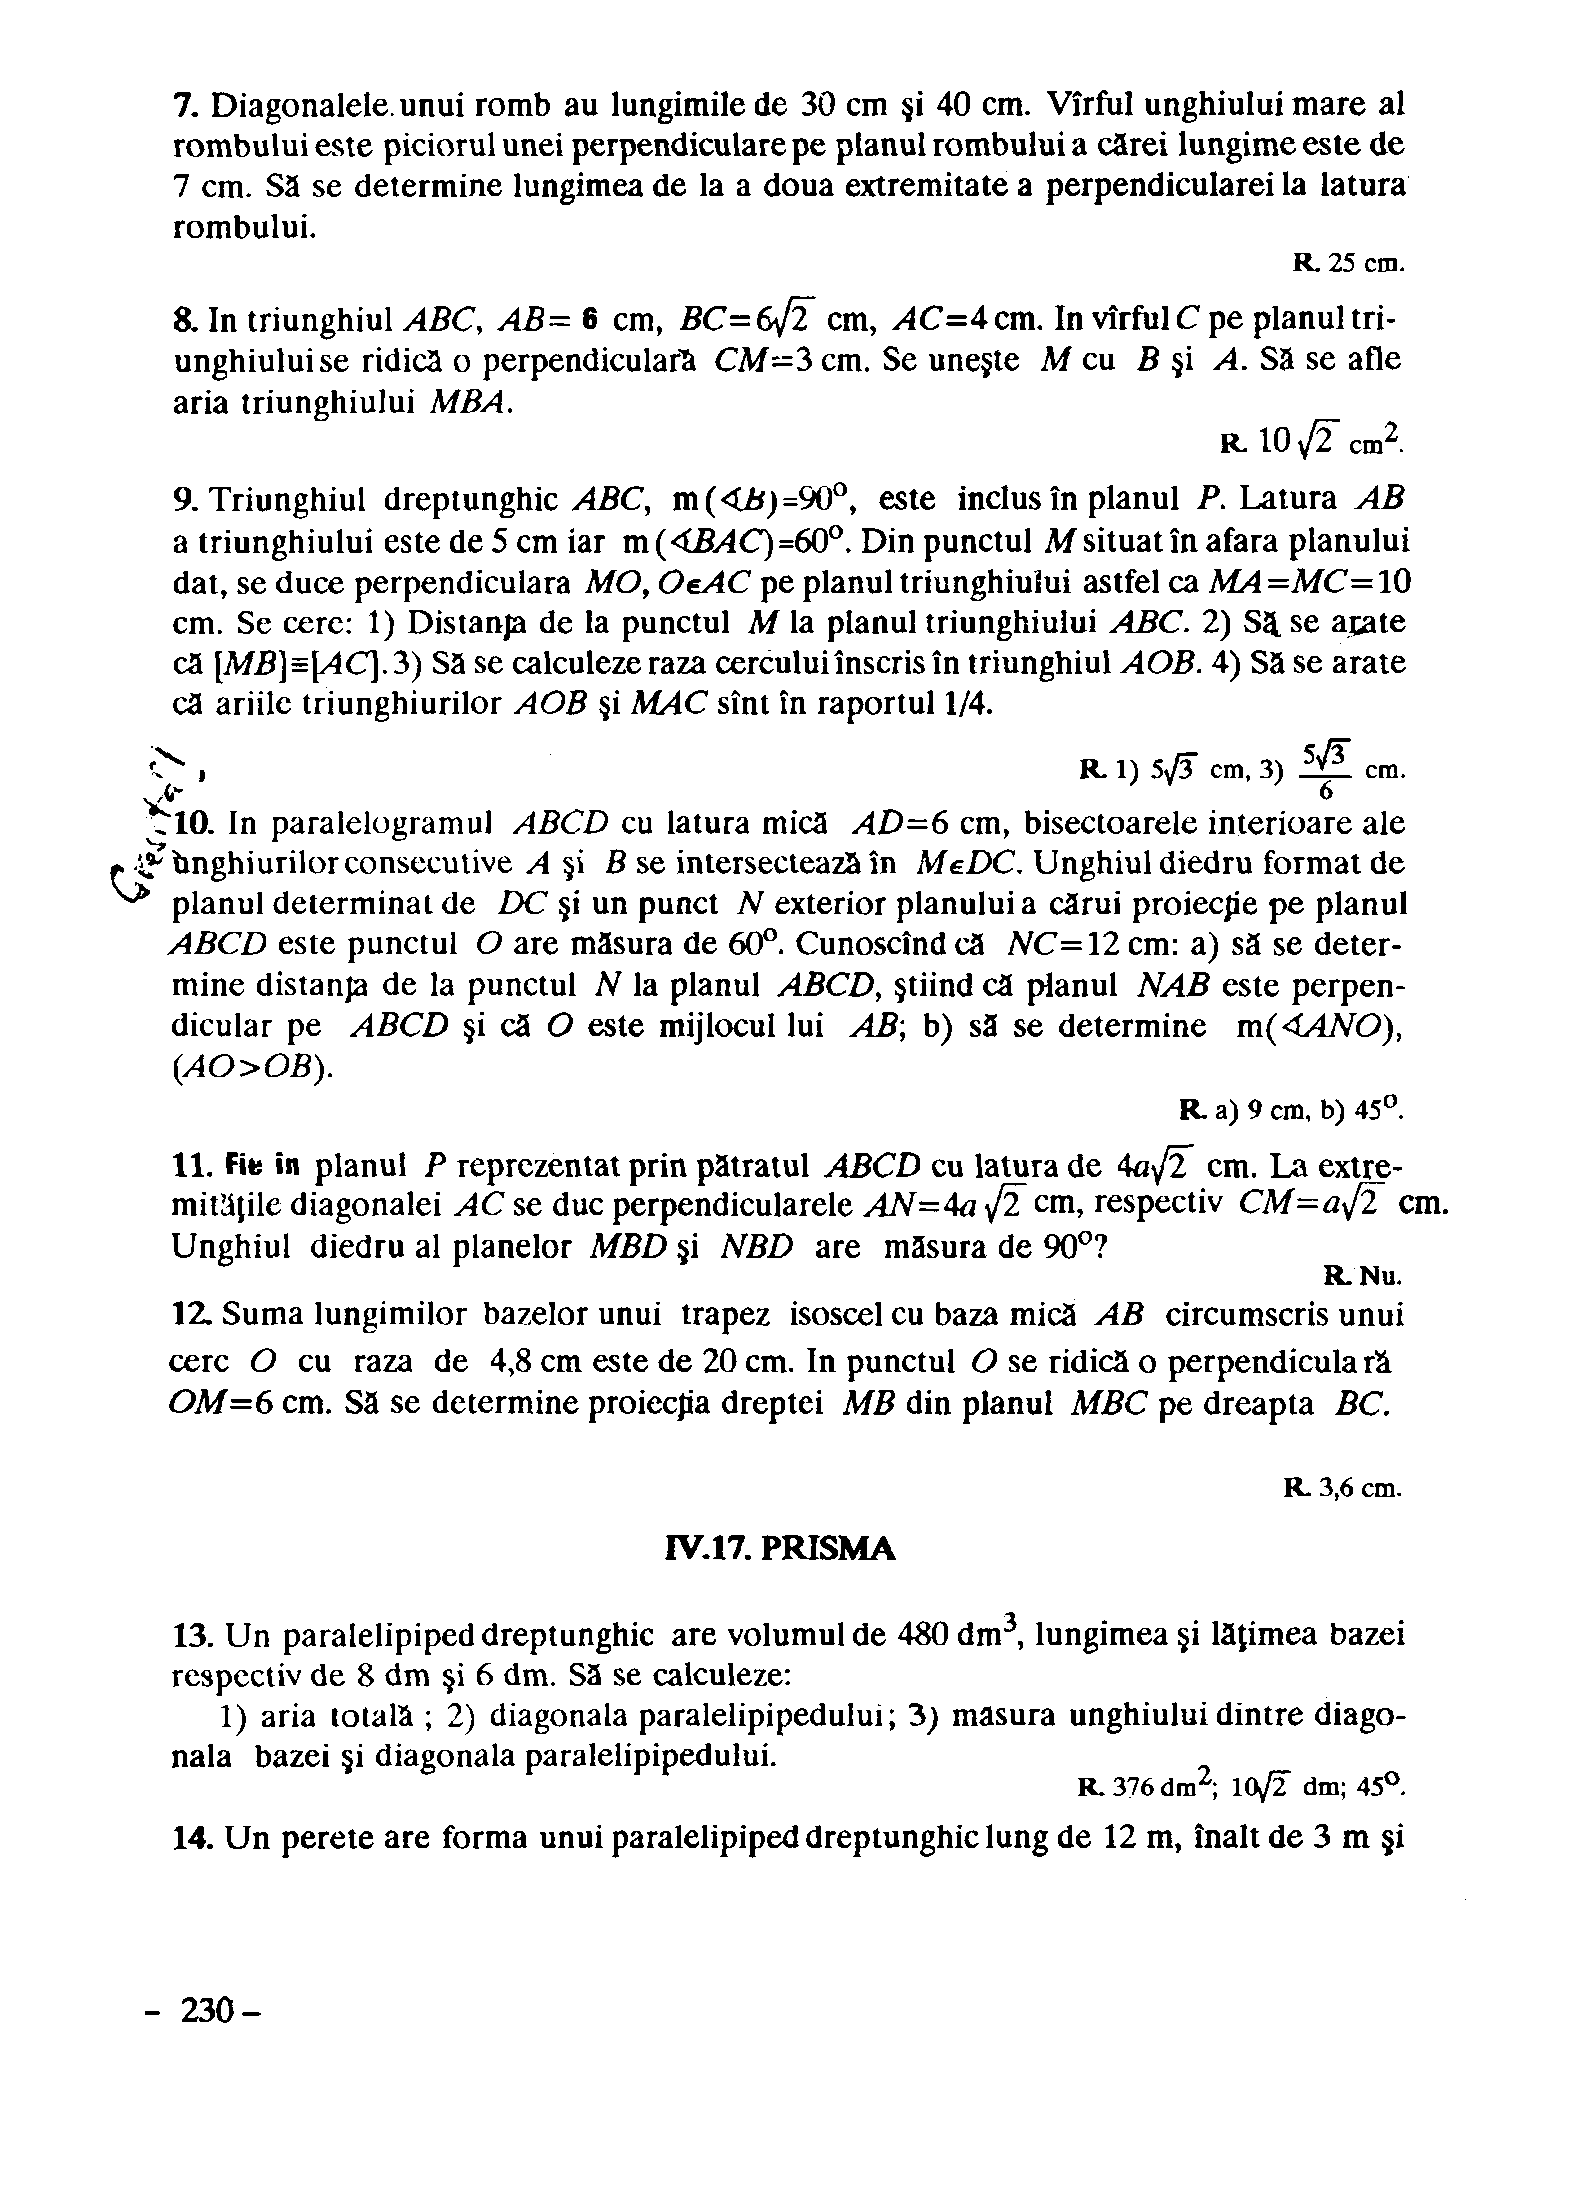 7. Diagonalele.unui romb au lungimile de 30 cm şi 40 cm. Vîrful unghiului mare al
rombului este piciorul unei perpendiculare pe planul rombului a cărei lungime este de
7 cm. Să se determine lungimea de la a doua extremitate a perpendicularei la latura
rombului.
R. 25 cm.
8. In triunghiul ABC, AB= 6 cm, BC=6√2 cm, AC=4 cm. In vîrful C pe planul tri-
unghiului se ridică o perpendiculară CM=3 cm. Se uneşte M cu B şi A. Să se afle
aria triunghiului MBA.
R. 10√2 cm².
9. Triunghiul dreptunghic ABC, m(∢B)=90°, este inclus în planul P. Latura AB
a triunghiului este de 5 cm iar m(∢BAC)=60°. Din punctul M situat în afara planului
dat, se duce perpendiculara MO, O∈AC pe planul triunghiului astfel ca MA=MC=10
cm. Se cere: 1) Distanţa de la punctul M la planul triunghiului ABC. 2) Să se arate
că [MB]≡[AC]. 3) Să se calculeze raza cercului înscris în triunghiul AOB. 4) Să se arate
că ariile triunghiurilor AOB şi MAC sînt în raportul 1/4.
R. 1) 5√3 cm, 3) 5√3/6 cm.
10. In paralelogramul ABCD cu latura mică AD=6 cm, bisectoarele interioare ale
unghiurilor consecutive A şi B se intersectează în M∈DC. Unghiul diedru format de
planul determinat de DC şi un punct N exterior planului a cărui proiecţie pe planul
ABCD este punctul O are măsura de 60°. Cunoscînd că NC=12 cm: a) să se deter-
mine distanţa de la punctul N la planul ABCD, ştiind că planul NAB este perpen-
dicular pe ABCD şi că O este mijlocul lui AB; b) să se determine m(∢ANO),
(AO>OB).
R. a) 9 cm, b) 45°.
11. Fie în planul P reprezentat prin pătratul ABCD cu latura de 4a√2 cm. La extre-
mităţile diagonalei AC se duc perpendicularele AN=4a√2 cm, respectiv CM=a√2 cm.
Unghiul diedru al planelor MBD şi NBD are măsura de 90°?
R. Nu.
12. Suma lungimilor bazelor unui trapez isoscel cu baza mică AB circumscris unui
cerc O cu raza de 4,8 cm este de 20 cm. In punctul O se ridică o perpendiculară
OM=6 cm. Să se determine proiecţia dreptei MB din planul MBC pe dreapta BC.
R. 3,6 cm.
IV.17. PRISMA
13. Un paralelipiped dreptunghic are volumul de 480 dm³, lungimea şi lăţimea bazei
respectiv de 8 dm şi 6 dm. Să se calculeze:
1) aria totală ; 2) diagonala paralelipipedului; 3) măsura unghiului dintre diago-
nala bazei şi diagonala paralelipipedului.
R. 376 dm²; 10√2 dm; 45°.
14. Un perete are forma unui paralelipiped dreptunghic lung de 12 m, înalt de 3 m şi
- 230 -